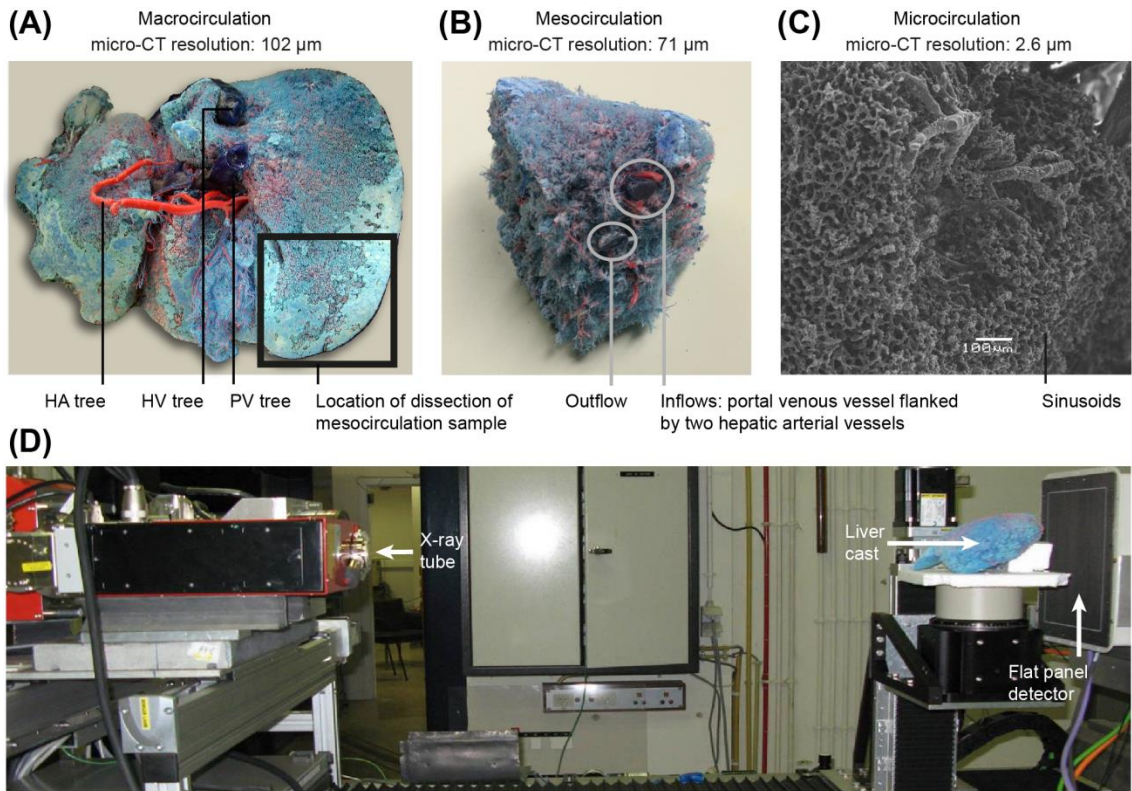 (A)
Macrocirculation
micro-CT resolution: 102 µm
(B)
Mesocirculation
micro-CT resolution: 71 µm
(C)
Microcirculation
micro-CT resolution: 2.6 µm
100µm
HA tree
HV tree
PV tree
Location of dissection of
mesocirculation sample
Outflow
Inflows: portal venous vessel flanked
by two hepatic arterial vessels
Sinusoids
(D)
X-ray
tube
Liver
cast
Flat panel
detector